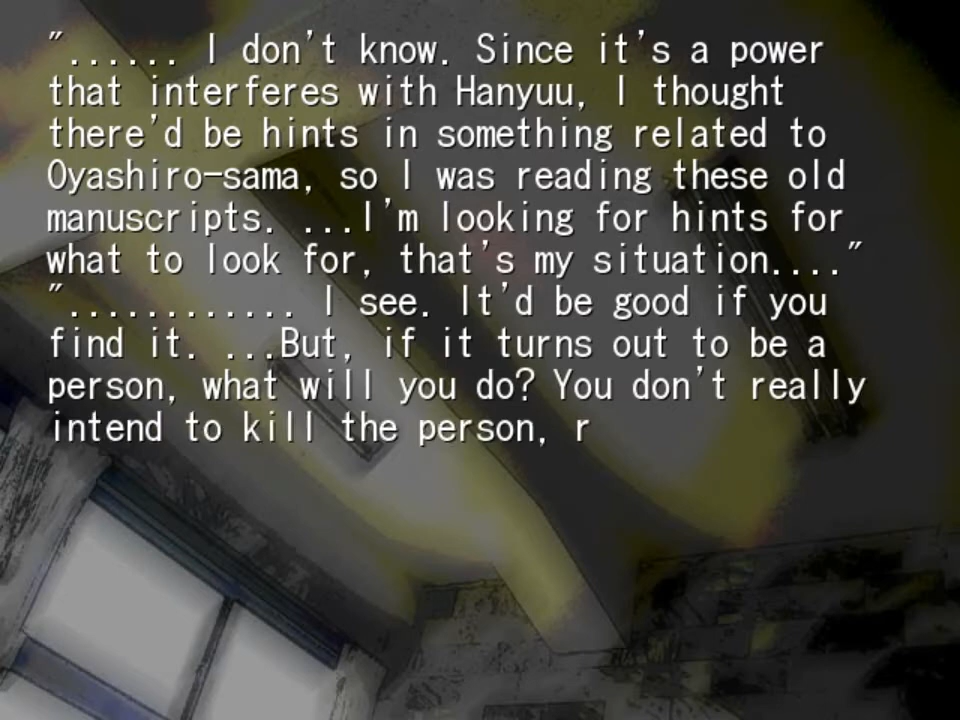 "...... I don't know. Since it's a power
that interferes with Hanyuu, I thought
there'd be hints in something related to
Oyashiro-sama, so I was reading these old
manuscripts. ...I'm looking for hints for
what to look for, that's my situation...."
"............ I see. It'd be good if you
find it. ...But, if it turns out to be a
person, what will you do? You don't really
intend to kill the person, r